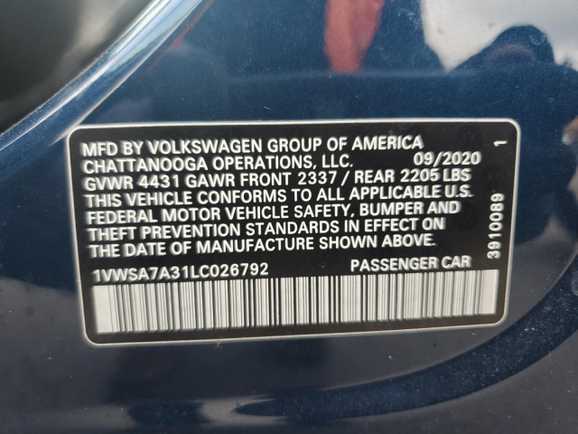 MFD BY VOLKSWAGEN GROUP OF AMERICA
CHATTANOOGA OPERATIONS, LLC. 09/2020
GVWR 4431 GAWR FRONT 2337 / REAR 2205 LBS
THIS VEHICLE CONFORMS TO ALL APPLICABLE U.S.
FEDERAL MOTOR VEHICLE SAFETY, BUMPER AND
THEFT PREVENTION STANDARDS IN EFFECT ON
THE DATE OF MANUFACTURE SHOWN ABOVE.
1VWSA7A31LC026792 PASSENGER CAR
3910089 1